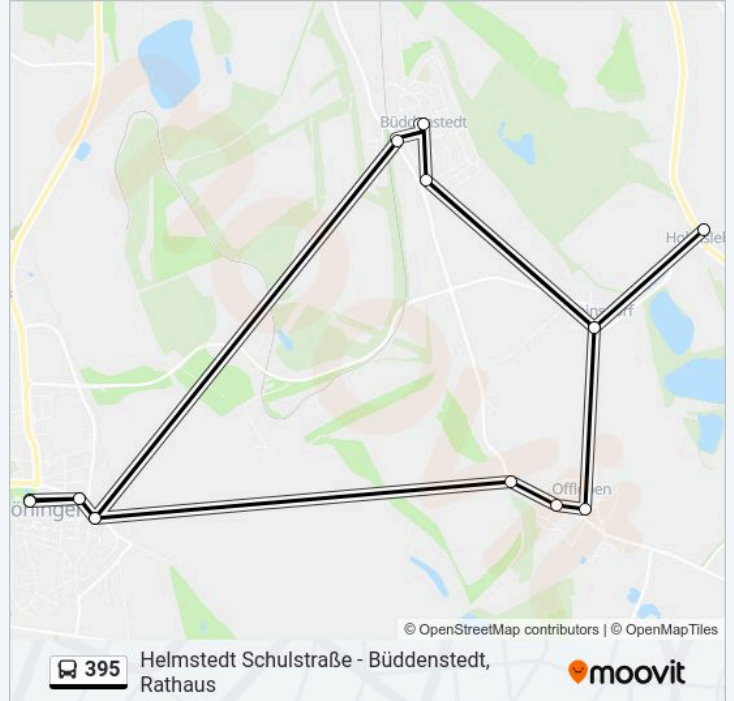 Büddenstedt
Offleben
© OpenStreetMap contributors | © OpenMapTiles
395
Helmstedt Schulstraße - Büddenstedt,
Rathaus
moovit